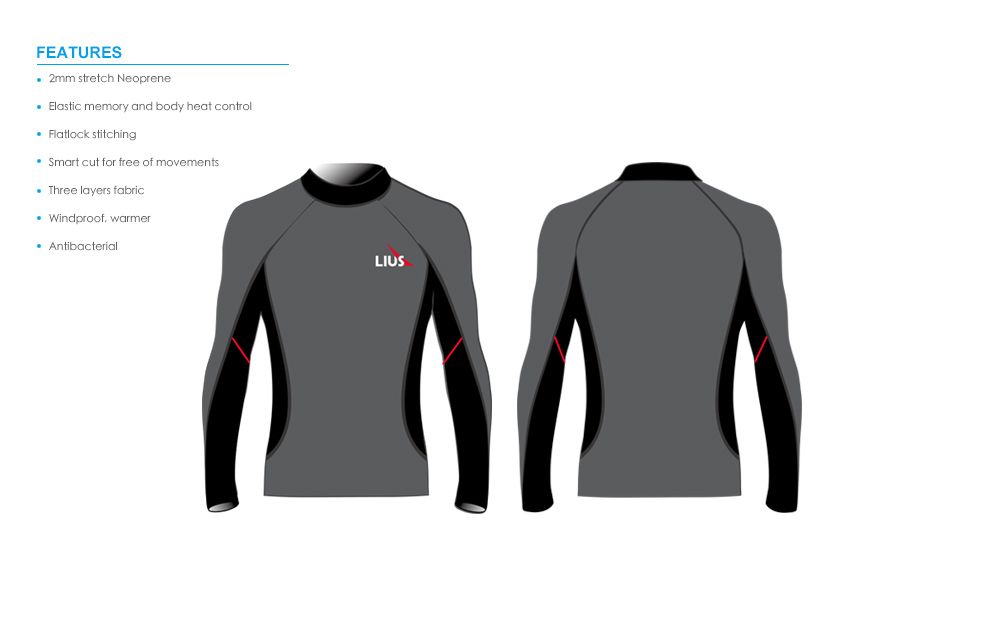 FEATURES
2mm stretch Neoprene
Elastic memory and body heat control
Flatlock stitching
Smart cut for free of movements
Three layers fabric
Windproof, warmer
Antibacterial
LIUS